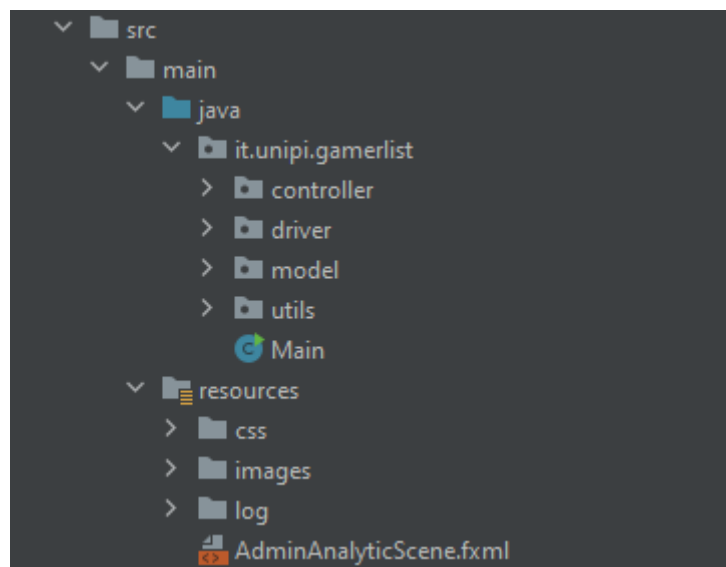 src
main
java
it.unipi.gamerlist
controller
driver
model
utils
Main
resources
css
images
log
AdminAnalyticScene.fxml